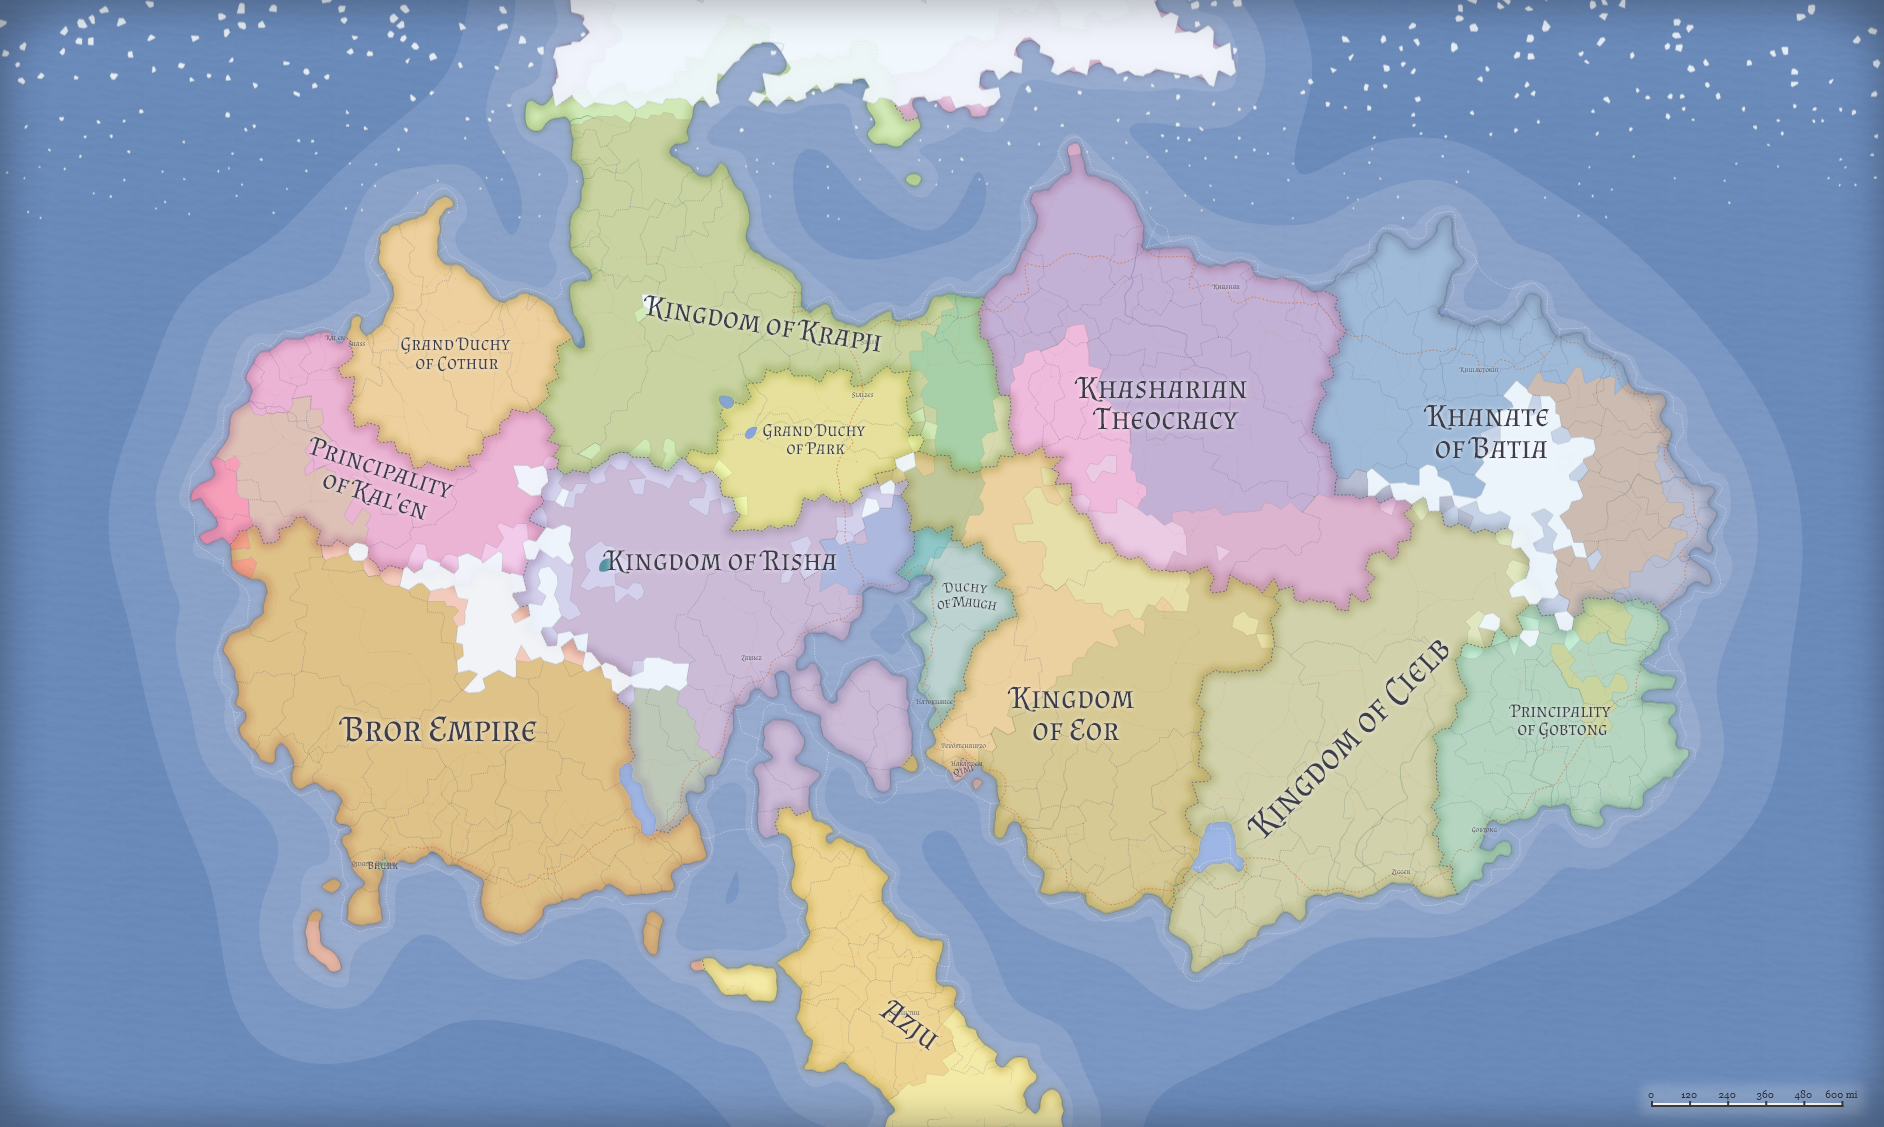 Grand Duchy
of Cothur
Kingdom of Krapji
Khasharian
Theocracy
Khanate
of Batia
Grand Duchy
of Park
Principality
of Kal'en
Kingdom of Risha
Duchy
of Maugh
Bror Empire
Kingdom
of Eor
Kingdom of Cielb
Principality
of Gobtong
Gobtong
Azju
0 120 240 360 480 600 mi